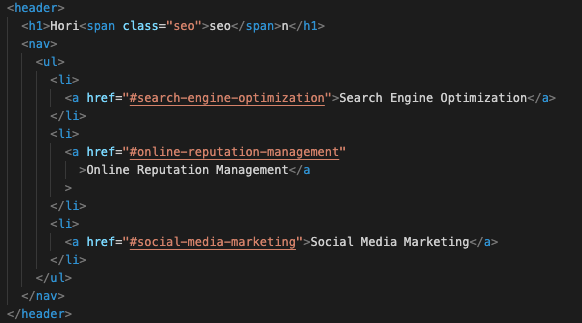 <header>
<h1>Hori<span class="seo">seo</span>n</h1>
<nav>
<ul>
<li>
<a href="#search-engine-optimization">Search Engine Optimization</a>
</li>
<li>
<a href="#online-reputation-management"
>Online Reputation Management</a
>
</li>
<li>
<a href="#social-media-marketing">Social Media Marketing</a>
</li>
</ul>
</nav>
</header>